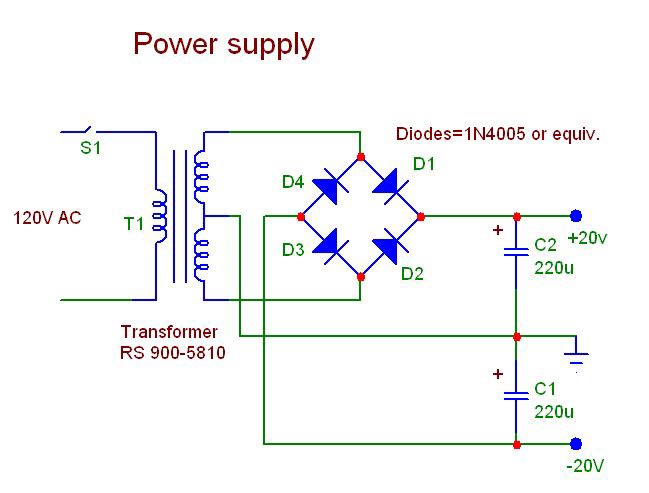 Power supply
Diodes=1N4005 or equiv.
S1
D1
D4
120V AC
T1
+
+20v
D3
C2
D2
220u
Transformer
RS 900-5810
+
C1
220u
-20V